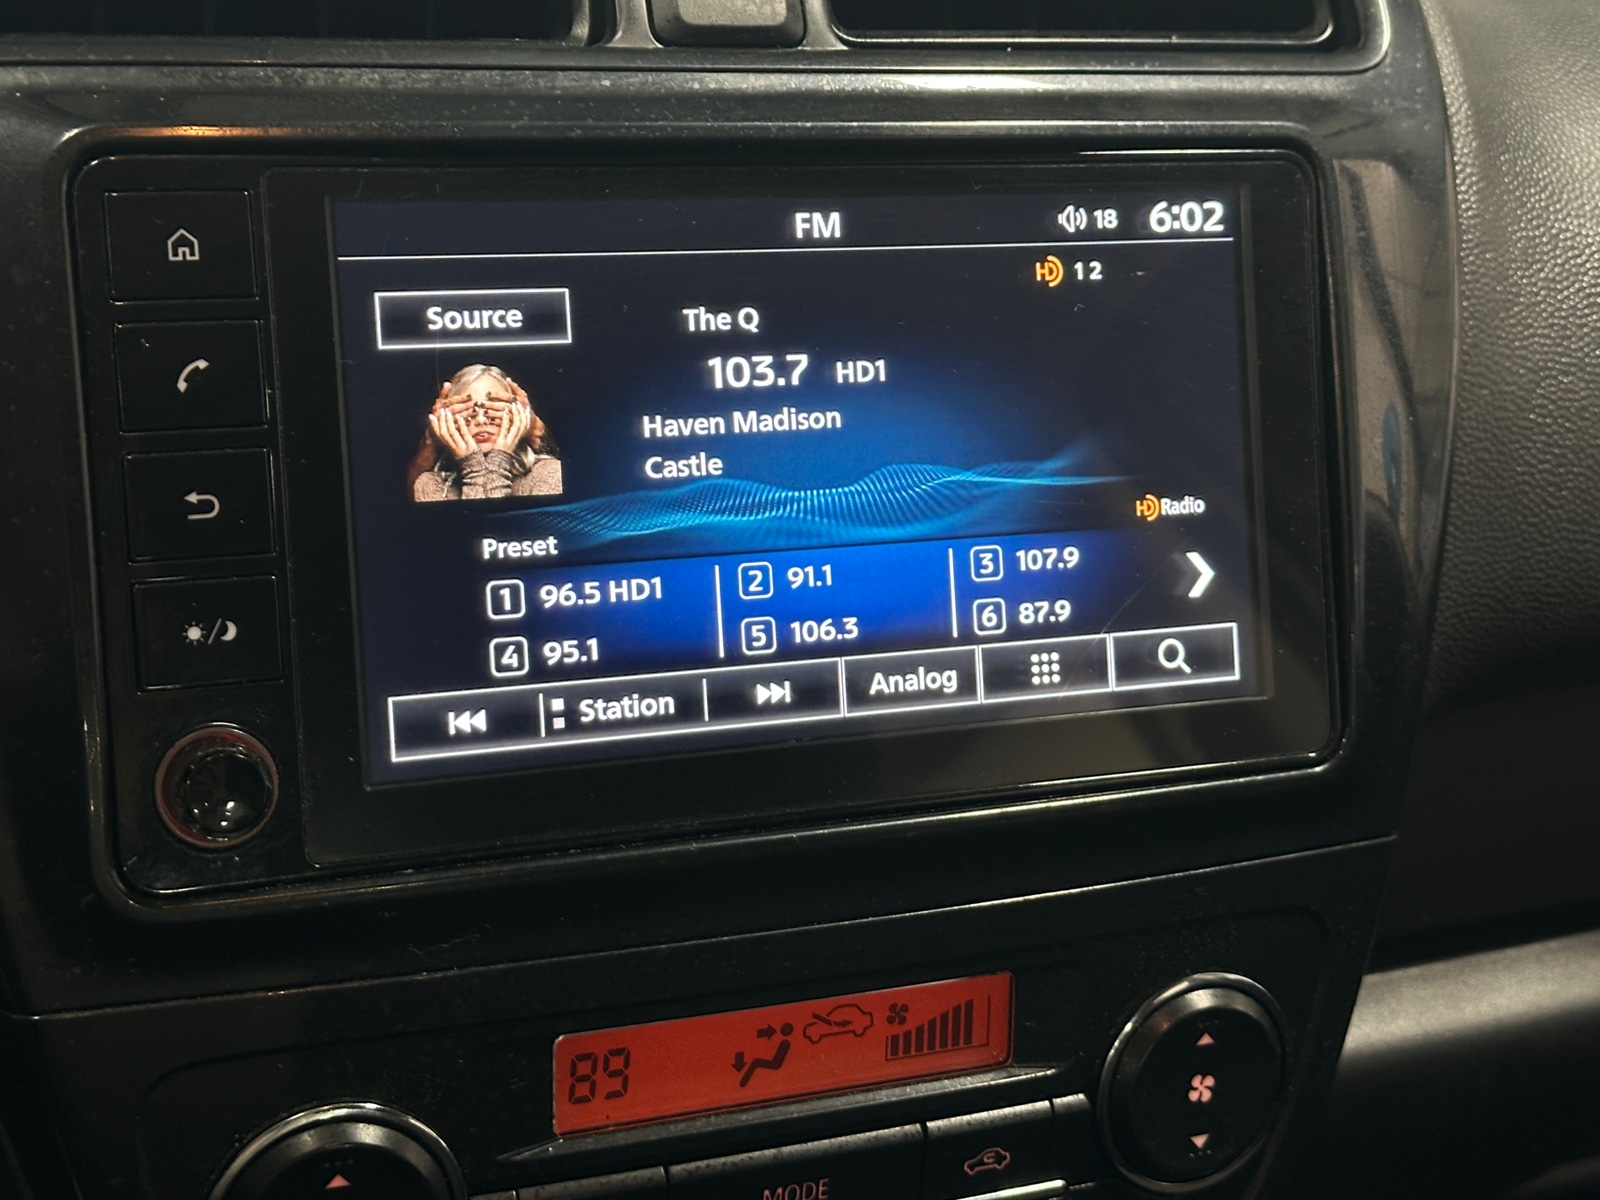 FM
18 6:02
HD 1 2
Source
The Q
103.7 HD1
Haven Madison
Castle
HD Radio
Preset
1 96.5 HD1
2 91.1
3 107.9
4 95.1
5 106.3
6 87.9
Station
Analog
89
MODE